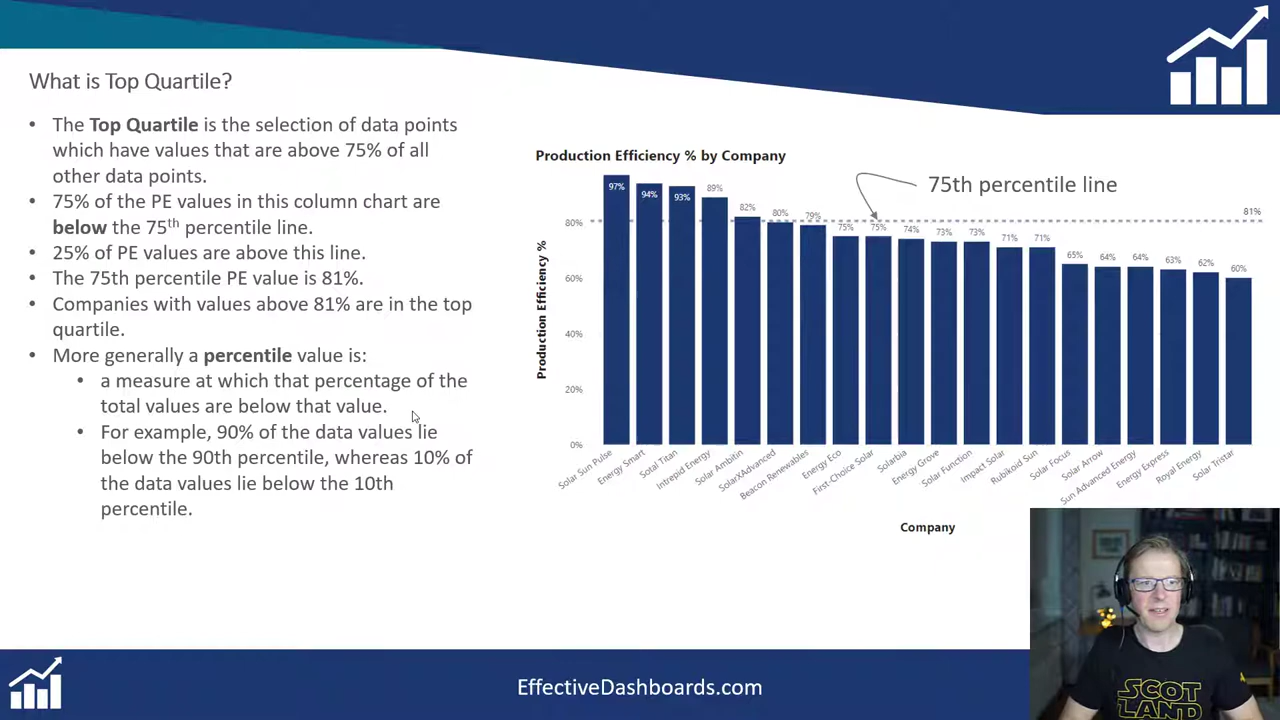 What is Top Quartile?
• The Top Quartile is the selection of data points
which have values that are above 75% of all
other data points.
• 75% of the PE values in this column chart are
below the 75th percentile line.
• 25% of PE values are above this line.
• The 75th percentile PE value is 81%.
• Companies with values above 81% are in the top
quartile.
• More generally a percentile value is:
• a measure at which that percentage of the
total values are below that value.
• For example, 90% of the data values lie
below the 90th percentile, whereas 10% of
the data values lie below the 10th
percentile.
Production Efficiency % by Company
75th percentile line
81%
97%
94%
93%
89%
82%
80%
79%
75%
75%
74%
73%
73%
71%
71%
65%
64%
64%
63%
62%
60%
Production Efficiency %
80%
60%
40%
20%
0%
Solar Sun Pulse
Energy Smart
Sotal Titan
Intrepid Energy
Solar Ambitin
SolarXAdvanced
Beacon Renewables
Energy Eco
First-Choice Solar
Solarbia
Energy Grove
Solar Function
Impact Solar
Rubikoid Sun
Solar Focus
Solar Arrow
Sun Advanced Energy
Energy Express
Royal Energy
Solar Tristar
Company
SCOT
LAND
EffectiveDashboards.com